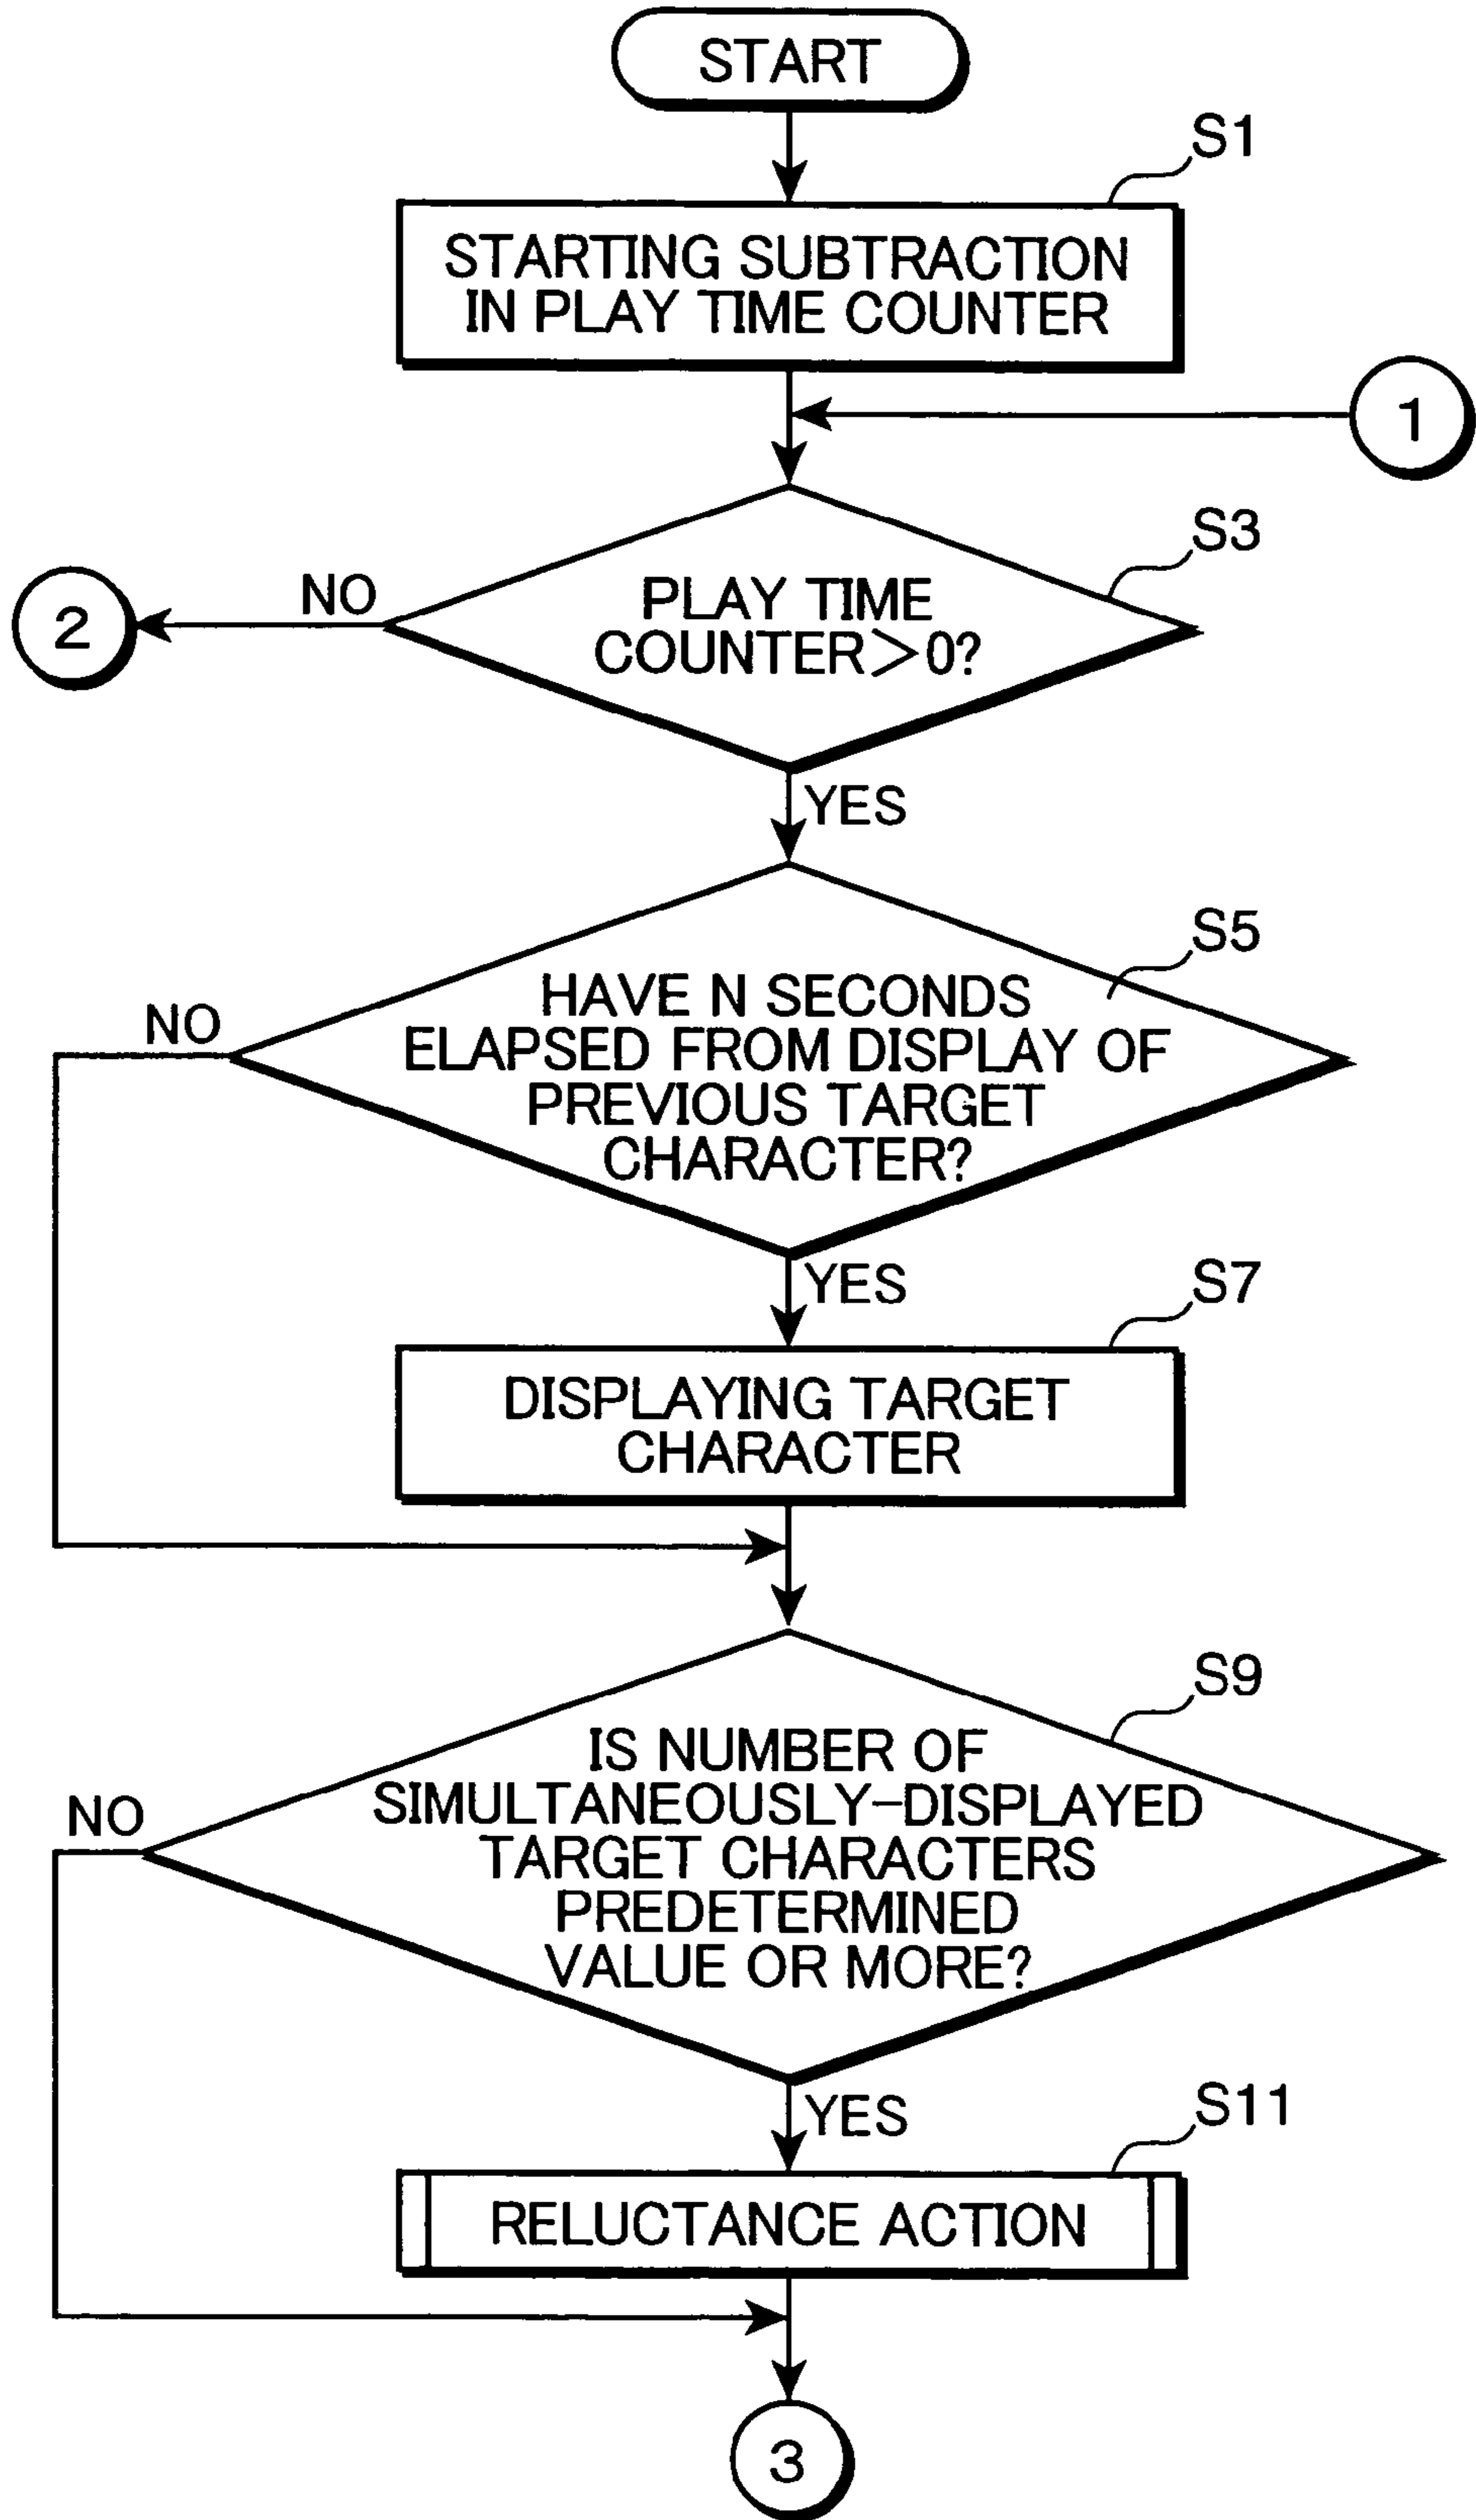 START
S1
STARTING SUBTRACTION
IN PLAY TIME COUNTER
1
S3
NO
2
PLAY TIME
COUNTER>0?
YES
S5
NO
HAVE N SECONDS
ELAPSED FROM DISPLAY OF
PREVIOUS TARGET
CHARACTER?
YES
S7
DISPLAYING TARGET
CHARACTER
S9
NO
IS NUMBER OF
SIMULTANEOUSLY-DISPLAYED
TARGET CHARACTERS
PREDETERMINED
VALUE OR MORE?
YES
S11
RELUCTANCE ACTION
3